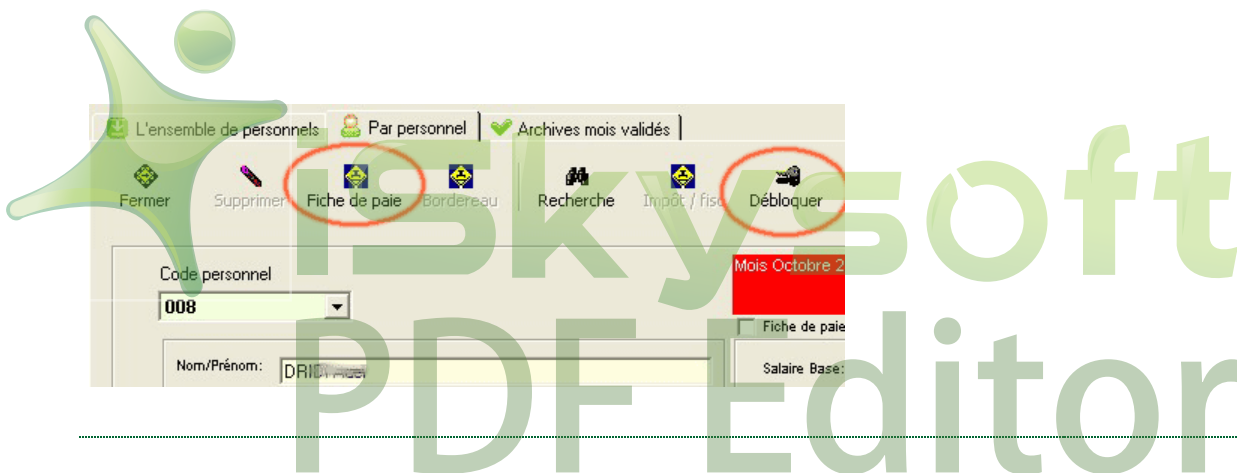 L'ensemble de personnels Par personnel Archives mois validés
Fermer Supprimer Fiche de paie Bordereau Recherche Impôt / fisc Débloquer
Code personnel
Mois Octobre 2
008
Fiche de paie
Nom/Prénom:
Salaire Base:
iSkysoft
PDF Editor